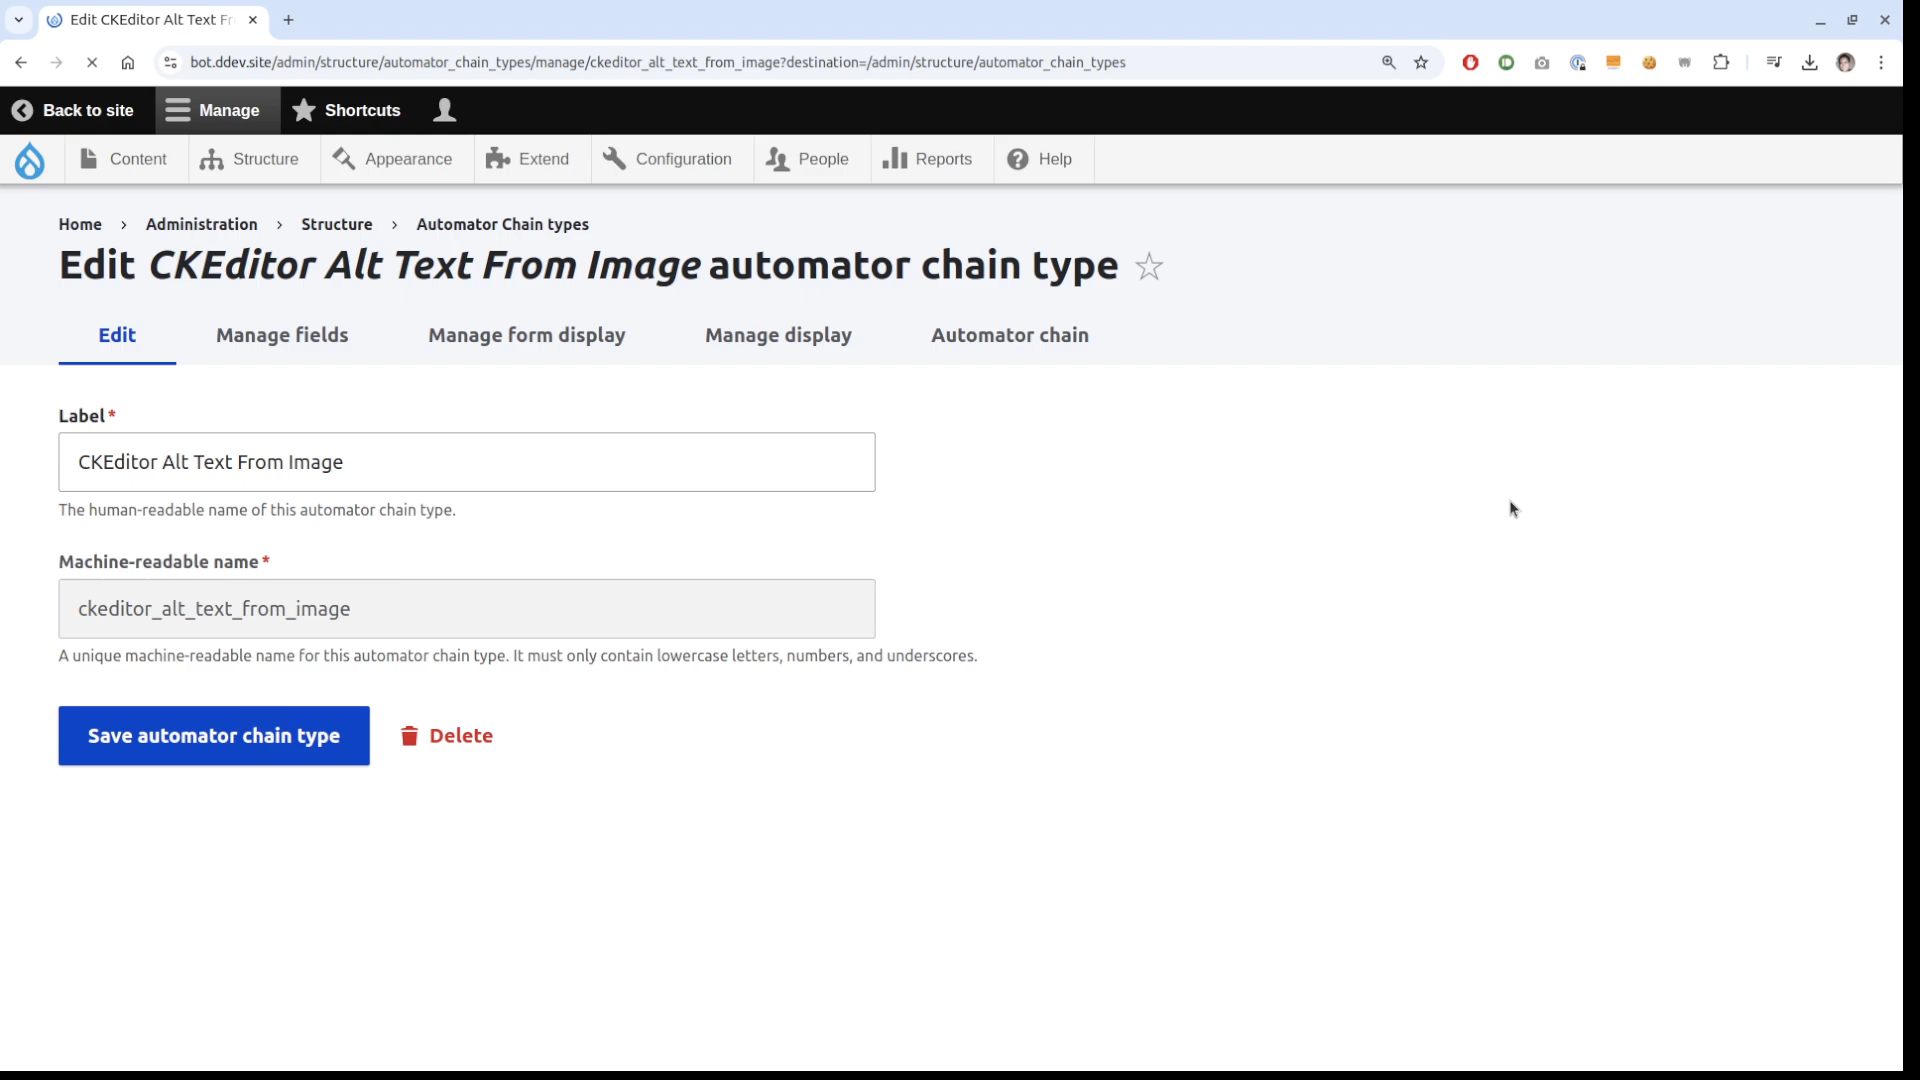 Edit CKEditor Alt Text Fr
bot.ddev.site/admin/structure/automator_chain_types/manage/ckeditor_alt_text_from_image?destination=/admin/structure/automator_chain_types
Back to site Manage Shortcuts
Content Structure Appearance Extend Configuration People Reports Help
Home › Administration › Structure › Automator Chain types
Edit CKEditor Alt Text From Image automator chain type
Edit Manage fields Manage form display Manage display Automator chain
Label*
CKEditor Alt Text From Image
The human-readable name of this automator chain type.
Machine-readable name*
ckeditor_alt_text_from_image
A unique machine-readable name for this automator chain type. It must only contain lowercase letters, numbers, and underscores.
Save automator chain type Delete